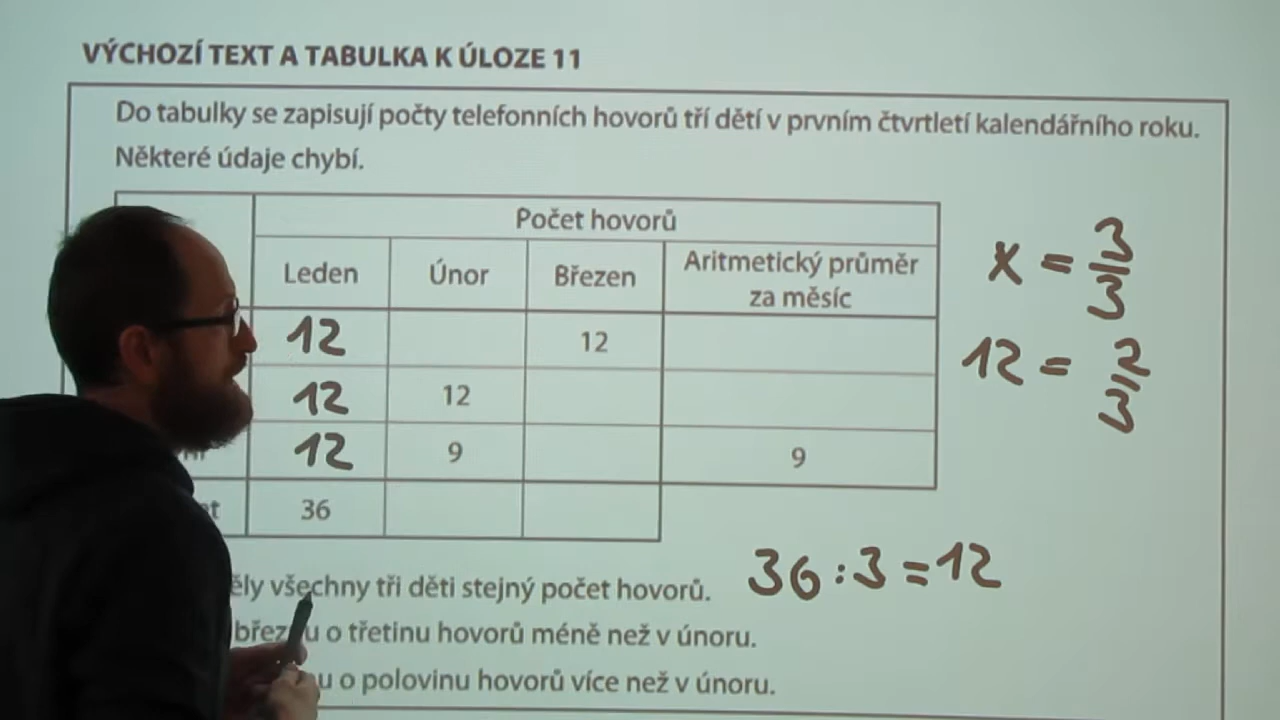 VÝCHOZÍ TEXT A TABULKA K ÚLOZE 11
Do tabulky se zapisují počty telefonních hovorů tří dětí v prvním čtvrtletí kalendářního roku.
Některé údaje chybí.
Počet hovorů
Leden Únor Březen Aritmetický průměr
za měsíc
12 12
12 12
12 9 9
36
x = 3/3
12 = 2/3
36 : 3 = 12
všechny tři děti stejný počet hovorů.
o třetinu hovorů méně než v únoru.
o polovinu hovorů více než v únoru.